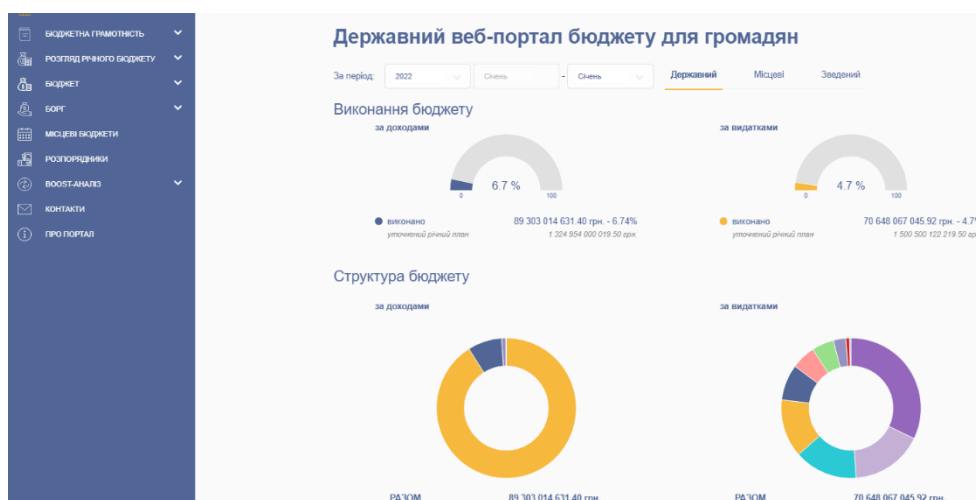 БЮДЖЕТНА ГРАМОТНІСТЬ
РОЗГЛЯД РІЧНОГО БЮДЖЕТУ
БЮДЖЕТ
БОРГ
МІСЦЕВІ БЮДЖЕТИ
РОЗПОРЯДНИКИ
BOOST-АНАЛІЗ
КОНТАКТИ
ПРО ПОРТАЛ
Державний веб-портал бюджету для громадян
За період: 2022 Січень - Січень Державний Місцеві Зведений
Виконання бюджету
за доходами за видатками
6.7 % 4.7 %
0 100 0 100
виконано 89 303 014 631.40 грн. - 6.74% виконано 70 648 067 045.92 грн. - 4.7%
уточнений річний план 1 324 954 000 019.50 грн. уточнений річний план 1 500 500 122 219.50
Структура бюджету
за доходами за видатками
РАЗОМ 89 303 014 631.40 грн. РАЗОМ 70 648 067 045.92 грн.